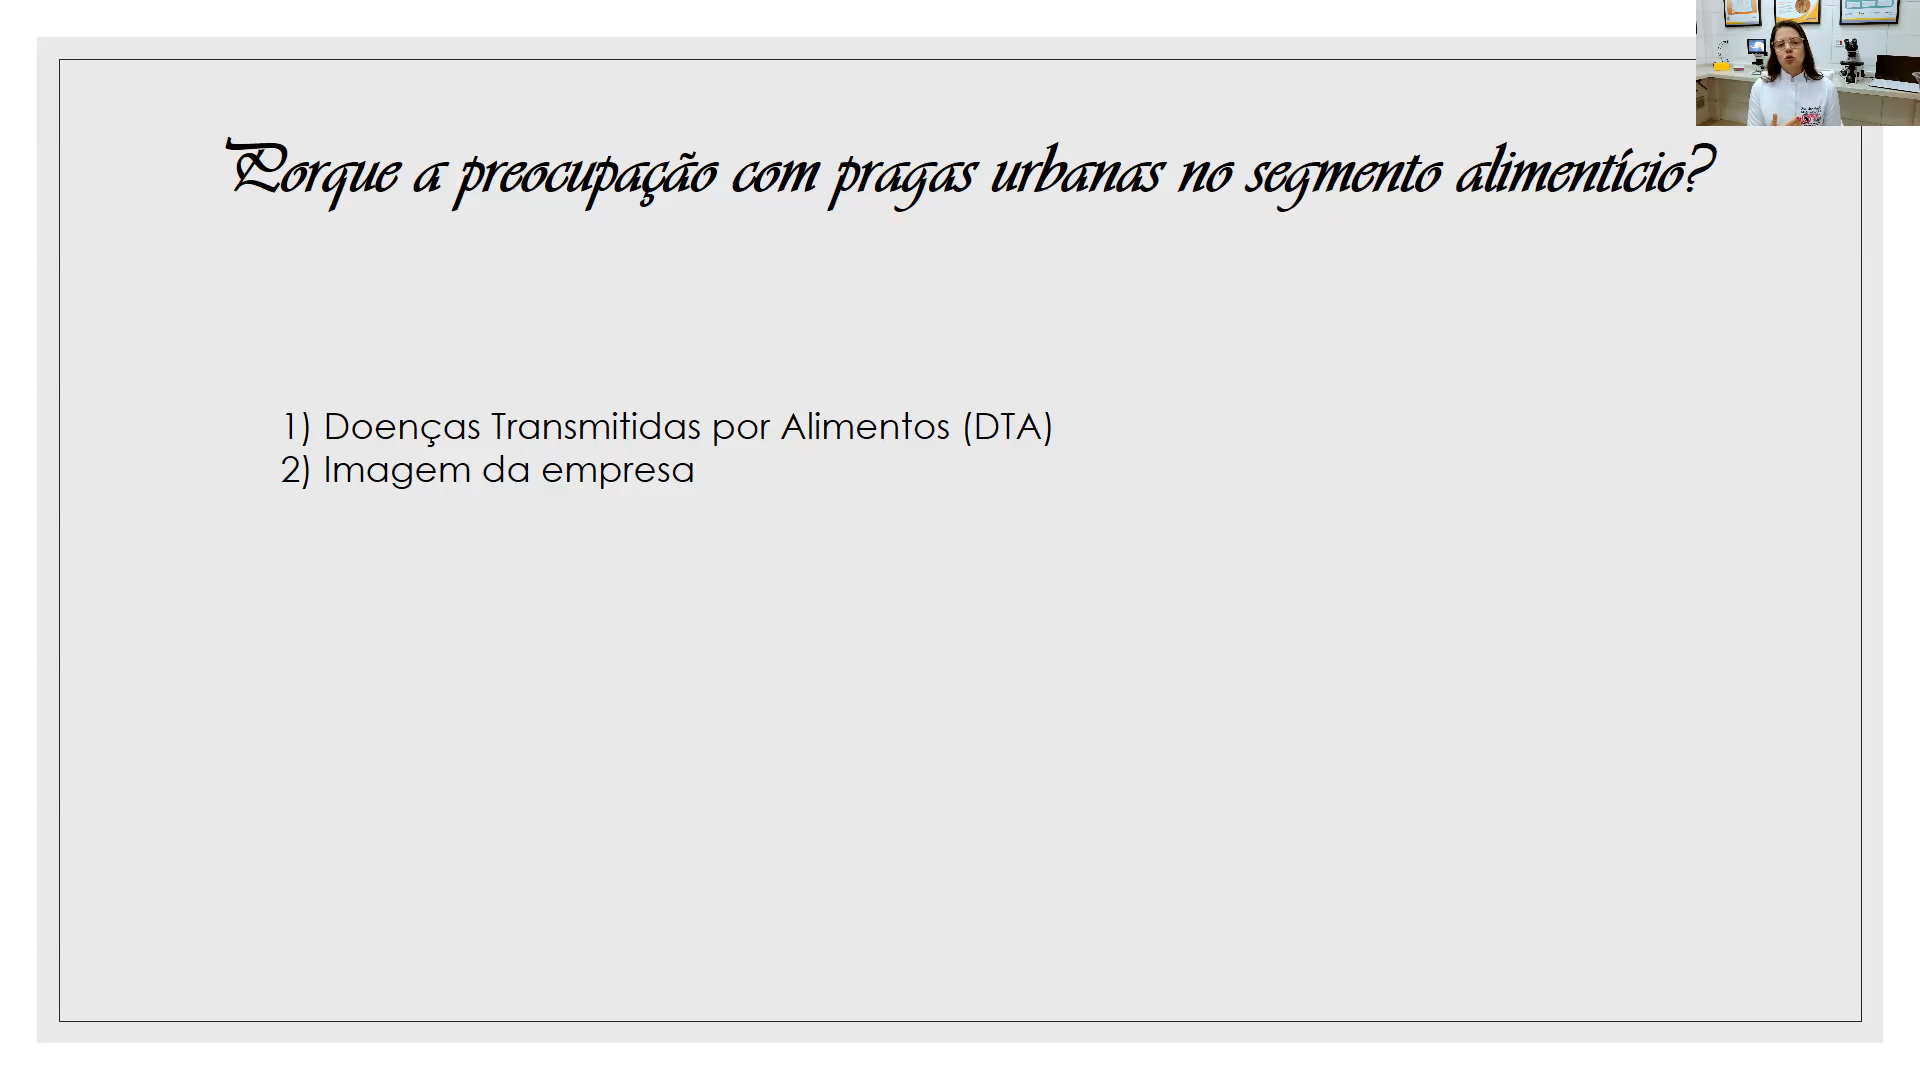 Porque a preocupação com pragas urbanas no segmento alimentício?
1) Doenças Transmitidas por Alimentos (DTA)
2) Imagem da empresa